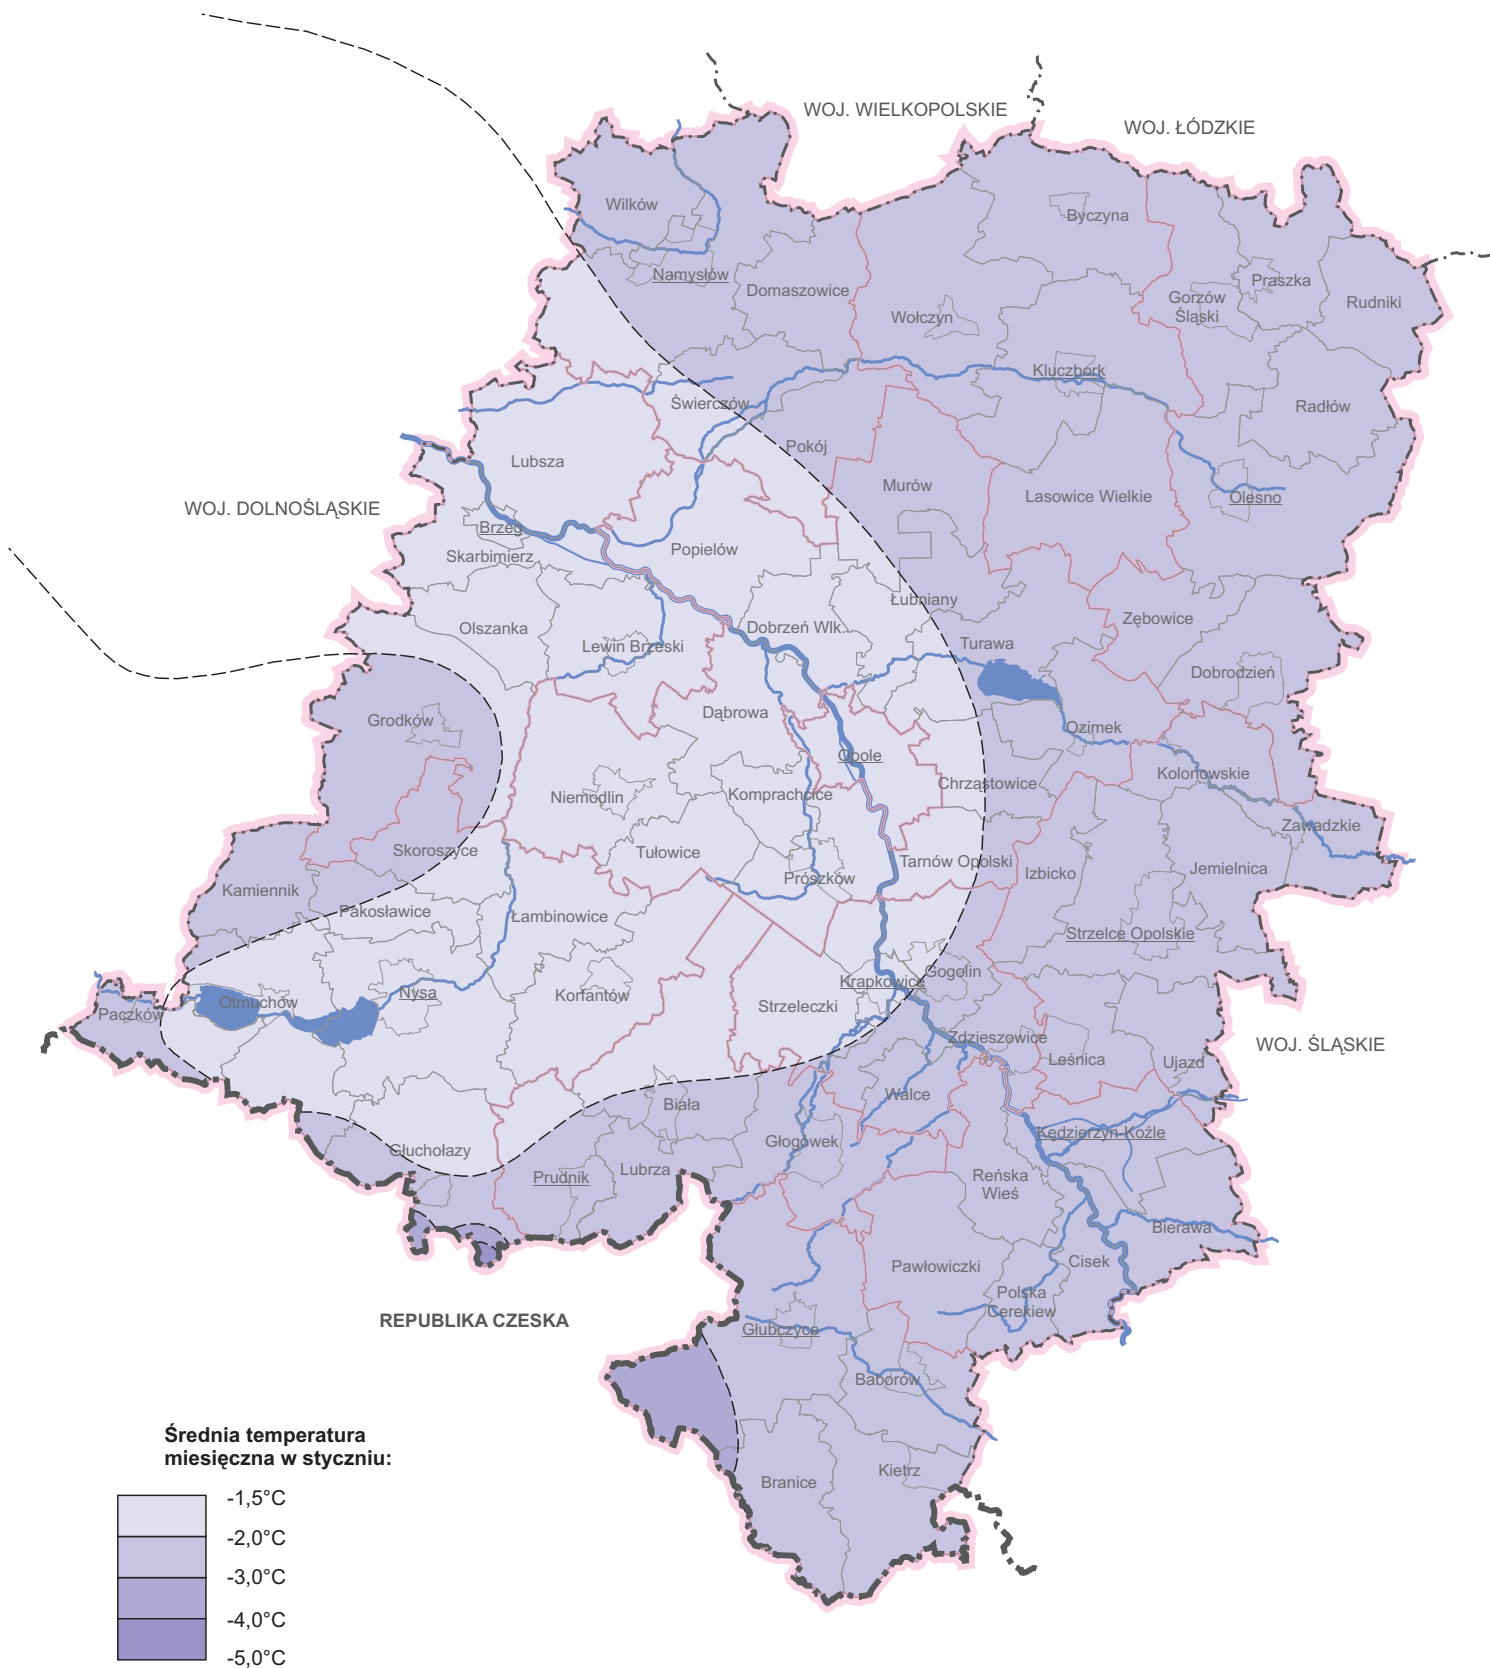 WOJ. WIELKOPOLSKIE
WOJ. ŁÓDZKIE
Wilków
Byczyna
Namysłów
Domaszowice
Praszka
Gorzów
Śląski
Rudniki
Wołczyn
Kluczbork
Świerczów
Radłów
Pokój
Lubsza
Murów
Lasowice Wielkie
Olesno
WOJ. DOLNOŚLĄSKIE
Brzeg
Skarbimierz
Popielów
Łubniany
Zębowice
Olszanka
Dobrzeń Wlk.
Lewin Brzeski
Turawa
Dobrodzień
Grodków
Dąbrowa
Ozimek
Opole
Kolonowskie
Chrząstowice
Niemodlin
Komprachcice
Zawadzkie
Skoroszyce
Tułowice
Tarnów Opolski
Izbicko
Jemielnica
Prószków
Kamiennik
Pakosławice
Łambinowice
Strzelce Opolskie
Gogolin
Krapkowice
Paczków
Otmuchów
Nysa
Korfantów
Strzeleczki
Zdzieszowice
WOJ. ŚLĄSKIE
Leśnica
Ujazd
Walce
Biała
Głogówek
Kędzierzyn-Koźle
Głuchołazy
Prudnik
Lubrza
Reńska
Wieś
Bierawa
Pawłowiczki
Cisek
Polska
Cerekiew
REPUBLIKA CZESKA
Głubczyce
Baborów
Branice
Kietrz
Średnia temperatura
miesięczna w styczniu:
-1,5°C
-2,0°C
-3,0°C
-4,0°C
-5,0°C